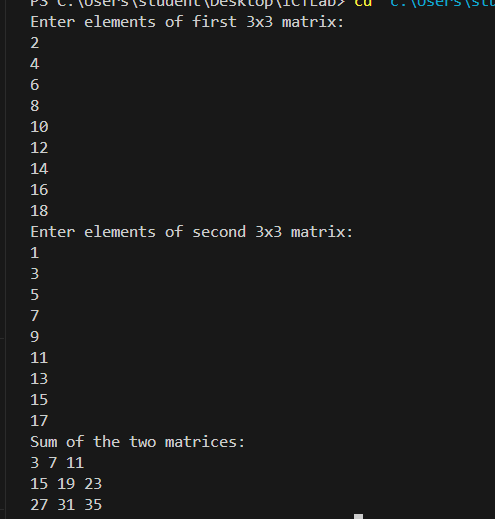 PS C:\Users\student\Desktop\ICTLab> cd 'c:\Users\stu
Enter elements of first 3x3 matrix:
2
4
6
8
10
12
14
16
18
Enter elements of second 3x3 matrix:
1
3
5
7
9
11
13
15
17
Sum of the two matrices:
3 7 11
15 19 23
27 31 35